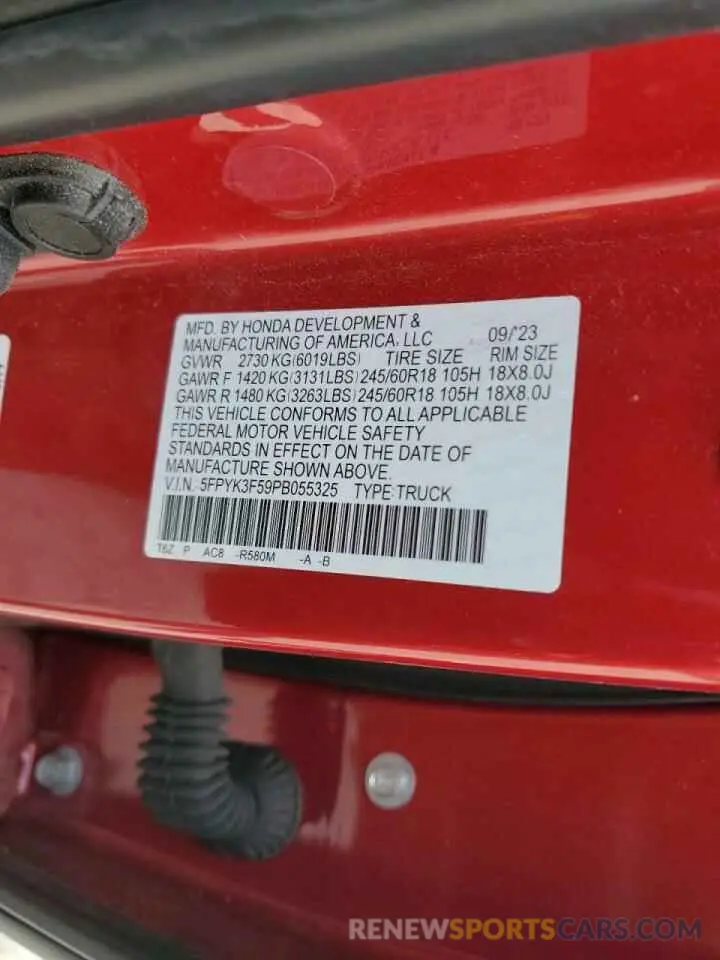 MFD. BY HONDA DEVELOPMENT &
MANUFACTURING OF AMERICA, LLC 09/'23
GVWR 2730 KG(6019LBS) TIRE SIZE RIM SIZE
GAWR F 1420 KG(3131LBS) 245/60R18 105H 18X8.0J
GAWR R 1480 KG(3263LBS) 245/60R18 105H 18X8.0J
THIS VEHICLE CONFORMS TO ALL APPLICABLE
FEDERAL MOTOR VEHICLE SAFETY
STANDARDS IN EFFECT ON THE DATE OF
MANUFACTURE SHOWN ABOVE.
V.I.N. 5FPYK3F59PB055325 TYPE:TRUCK
T6Z P AC8 -R580M -A -B
RENEWSPORTSCARS.COM